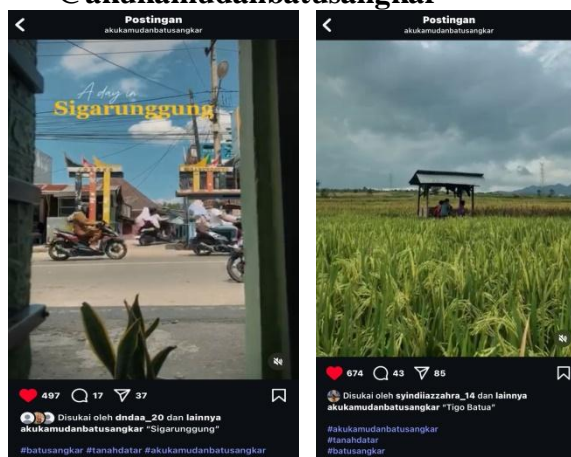 @akukamudanbatusangkar
Postingan
akukamudanbatusangkar
A day in
Sigarunggung
497 17 37
Disukai oleh dndaa_20 dan lainnya
akukamudanbatusangkar "Sigarunggung"
#batusangkar #tanahdatar #akukamudanbatusangkar
Postingan
akukamudanbatusangkar
674 43 85
Disukai oleh syindiiazzahra_14 dan lainnya
akukamudanbatusangkar "Tigo Batua"
#akukamudanbatusangkar
#tanahdatar
#batusangkar